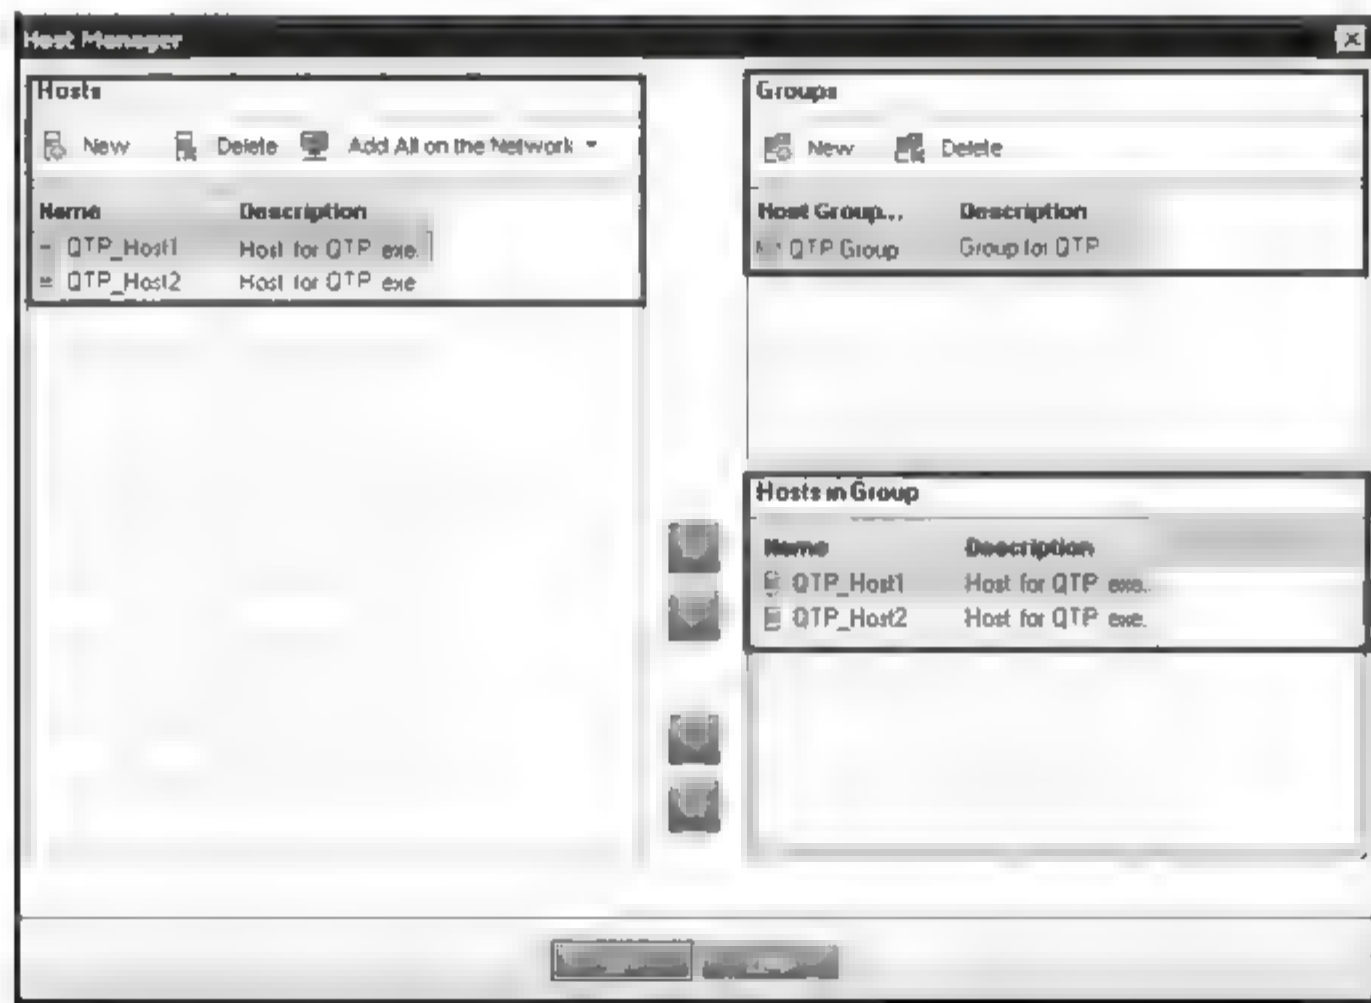 Host Manager
Hosts
New Delete Add All on the Network
Name Description
QTP_Host1 Host for QTP exe.
QTP_Host2 Host for QTP exe
Groups
New Delete
Host Group... Description
QTP Group Group for QTP
Hosts in Group
Name Description
QTP_Host1 Host for QTP exe..
QTP_Host2 Host for QTP exe.